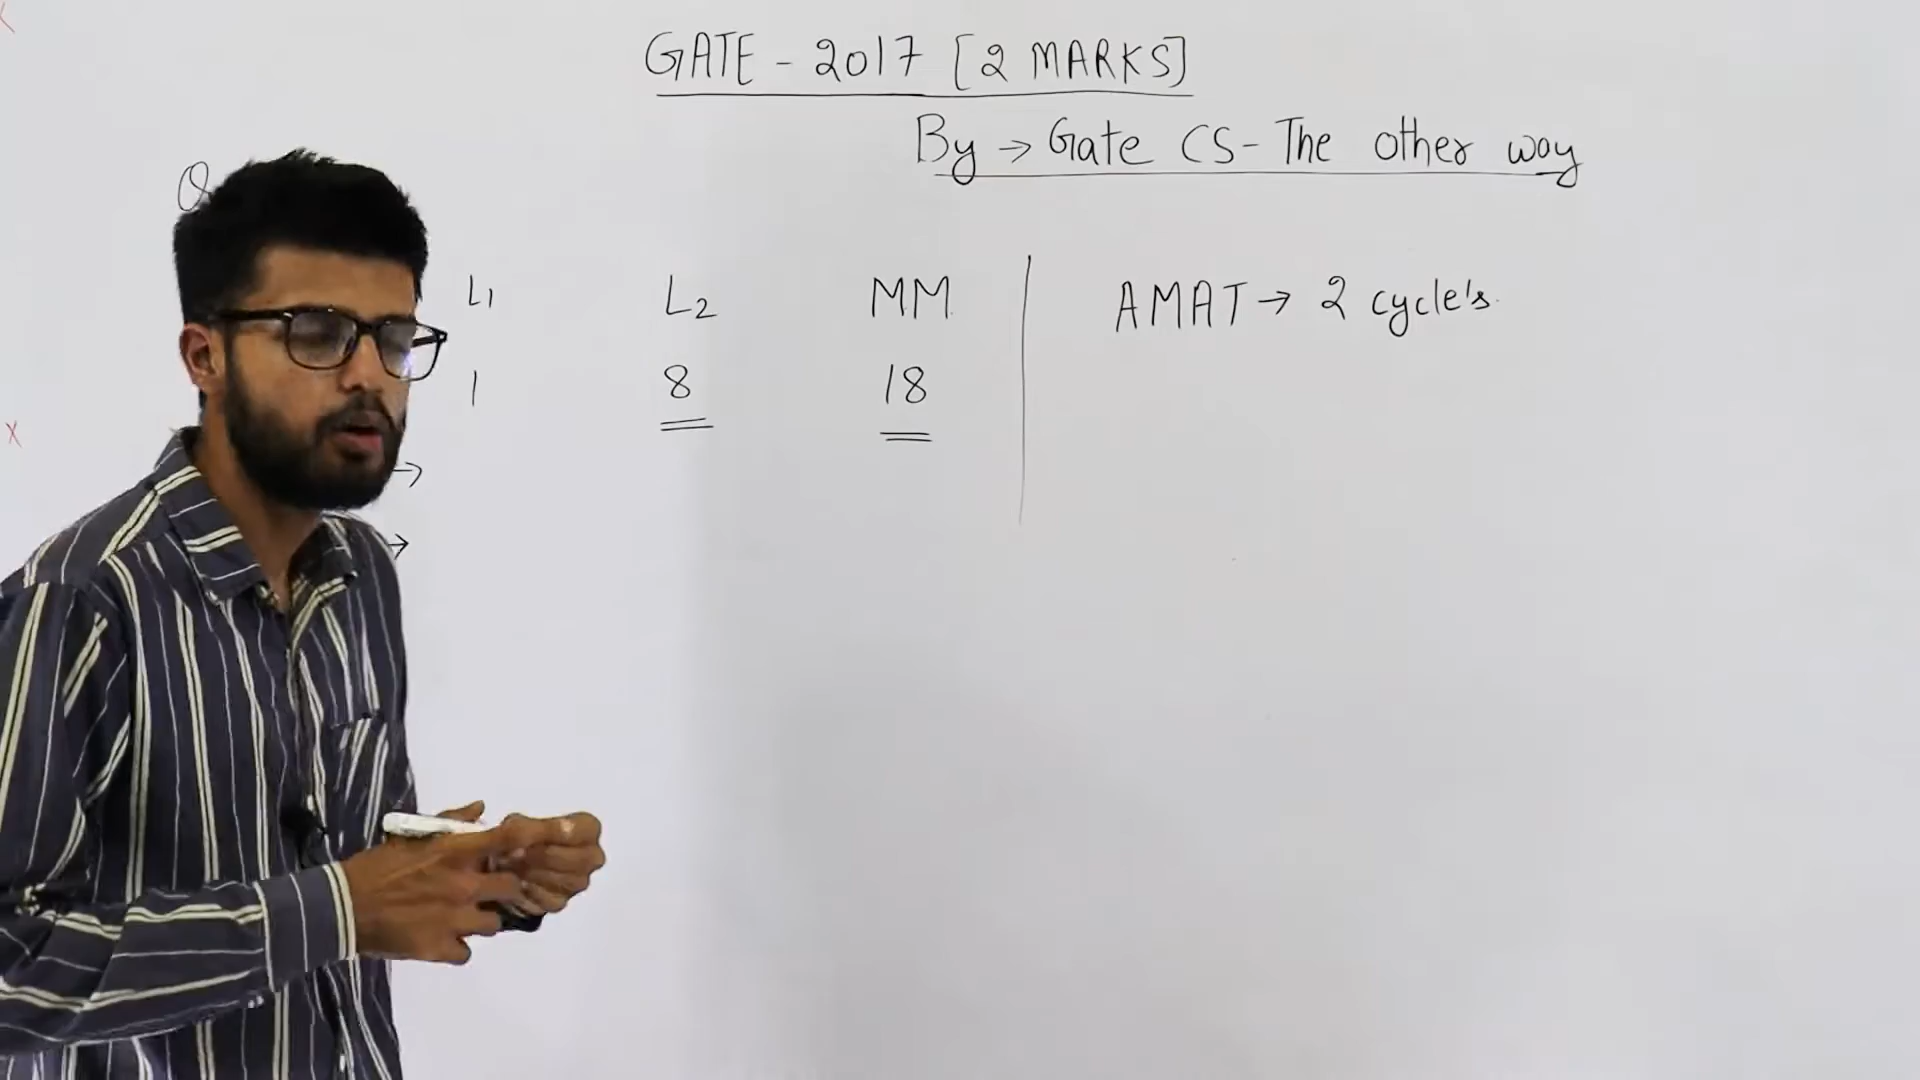 GATE - 2017 [2 MARKS]
By → Gate CS - The other way
Q
L1 L2 MM
AMAT → 2 cycle's
1 8 18
→
→